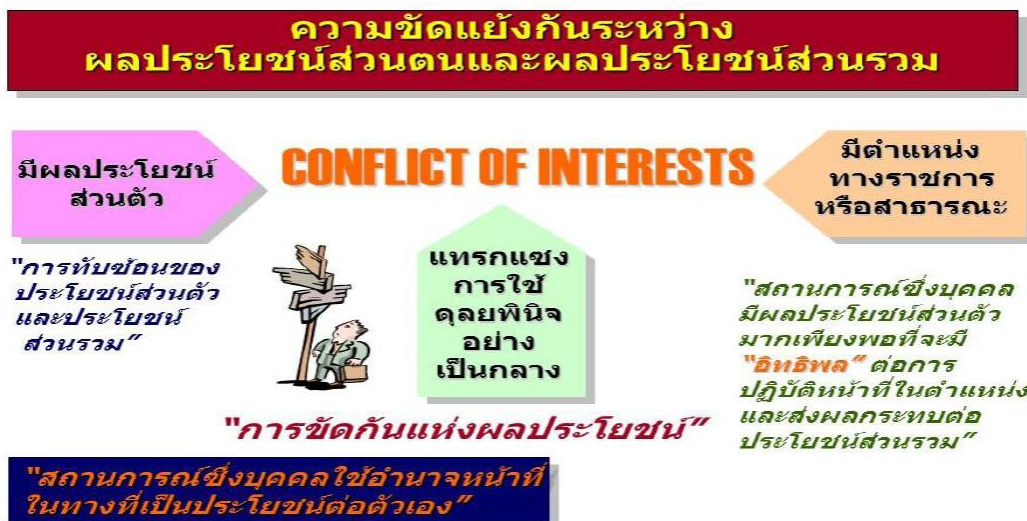 ความขัดแย้งกันระหว่าง
ผลประโยชน์ส่วนตนและผลประโยชน์ส่วนรวม
มีผลประโยชน์
ส่วนตัว
CONFLICT OF INTERESTS
มีตำแหน่ง
ทางราชการ
หรือสาธารณะ
"การทับซ้อนของ
ประโยชน์ส่วนตัว
และประโยชน์
ส่วนรวม"
แทรกแซง
การใช้
ดุลยพินิจ
อย่าง
เป็นกลาง
"สถานการณ์ซึ่งบุคคล
มีผลประโยชน์ส่วนตัว
มากเพียงพอที่จะมี
"อิทธิพล" ต่อการ
ปฏิบัติหน้าที่ในตำแหน่ง
และส่งผลกระทบต่อ
ประโยชน์ส่วนรวม"
"การขัดกันแห่งผลประโยชน์"
"สถานการณ์ซึ่งบุคคลใช้อำนาจหน้าที่
ในทางที่เป็นประโยชน์ต่อตัวเอง"